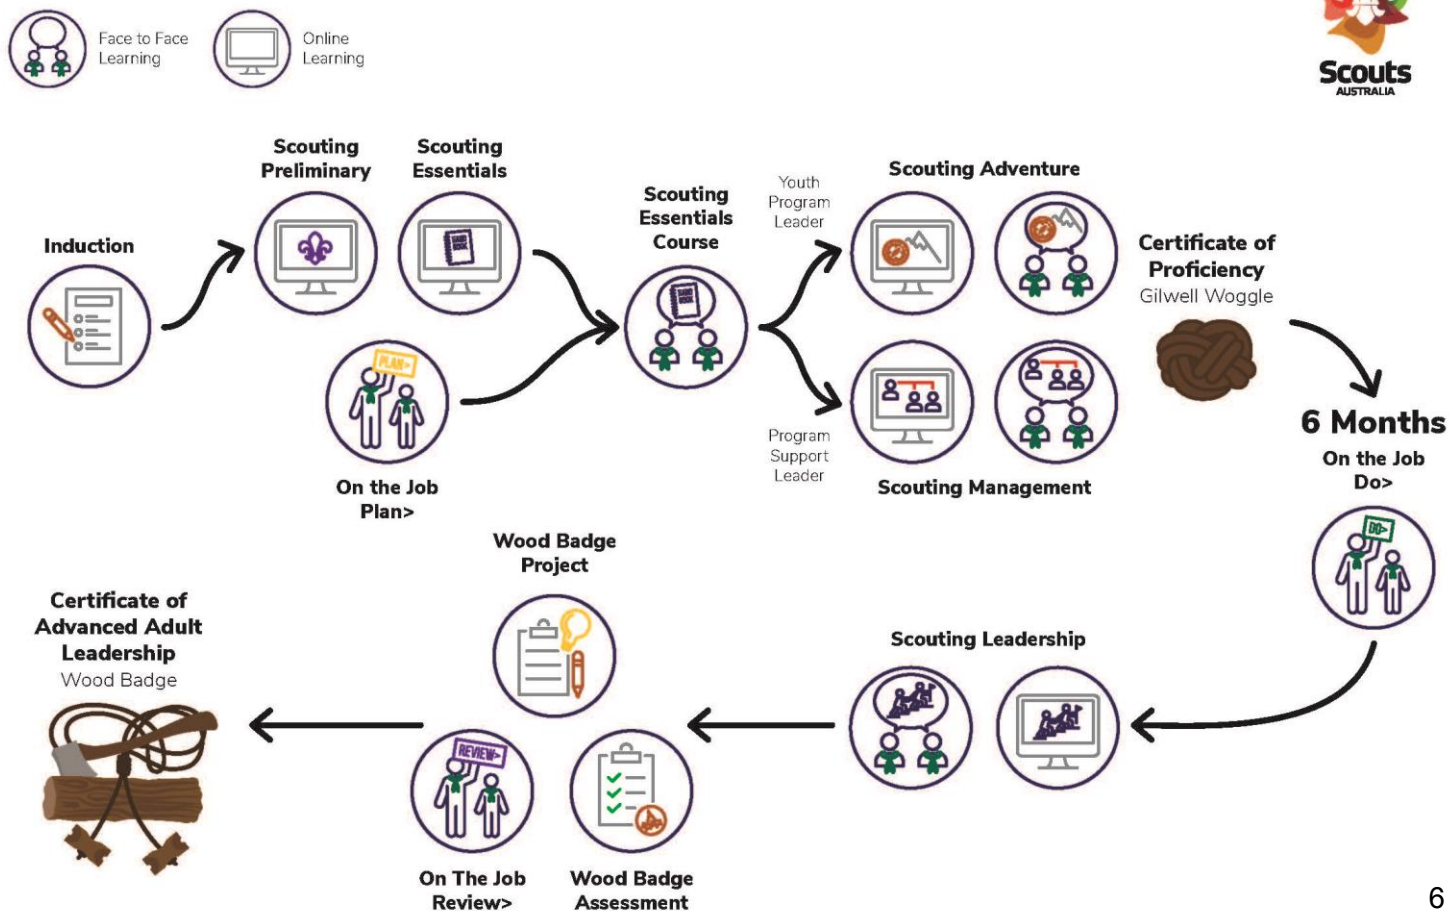 Face to Face
Learning
Online
Learning
Scouts
AUSTRALIA
Induction
Scouting
Preliminary
Scouting
Essentials
PLAN>
On the Job
Plan>
Scouting
Essentials
Course
HAND
BOOK
Youth
Program
Leader
Scouting Adventure
Program
Support
Leader
Scouting Management
Certificate of
Proficiency
Gilwell Woggle
6 Months
On the Job
Do>
DO>
Scouting Leadership
Wood Badge
Project
REVIEW>
On The Job
Review>
Wood Badge
Assessment
Certificate of
Advanced Adult
Leadership
Wood Badge
6